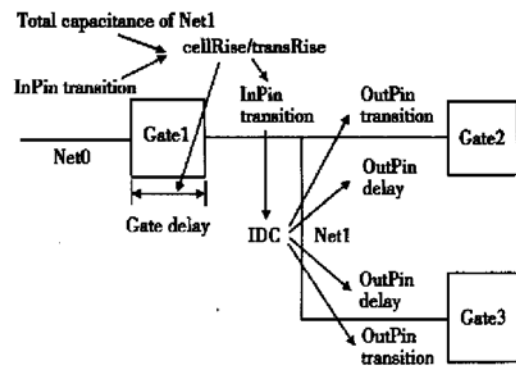 Total capacitance of Net1
cellRise/transRise
InPin transition
InPin
transition
OutPin
transition
Gate1
Gate2
Net0
OutPin
delay
Gate delay
IDC
Net1
OutPin
delay
Gate3
OutPin
transition